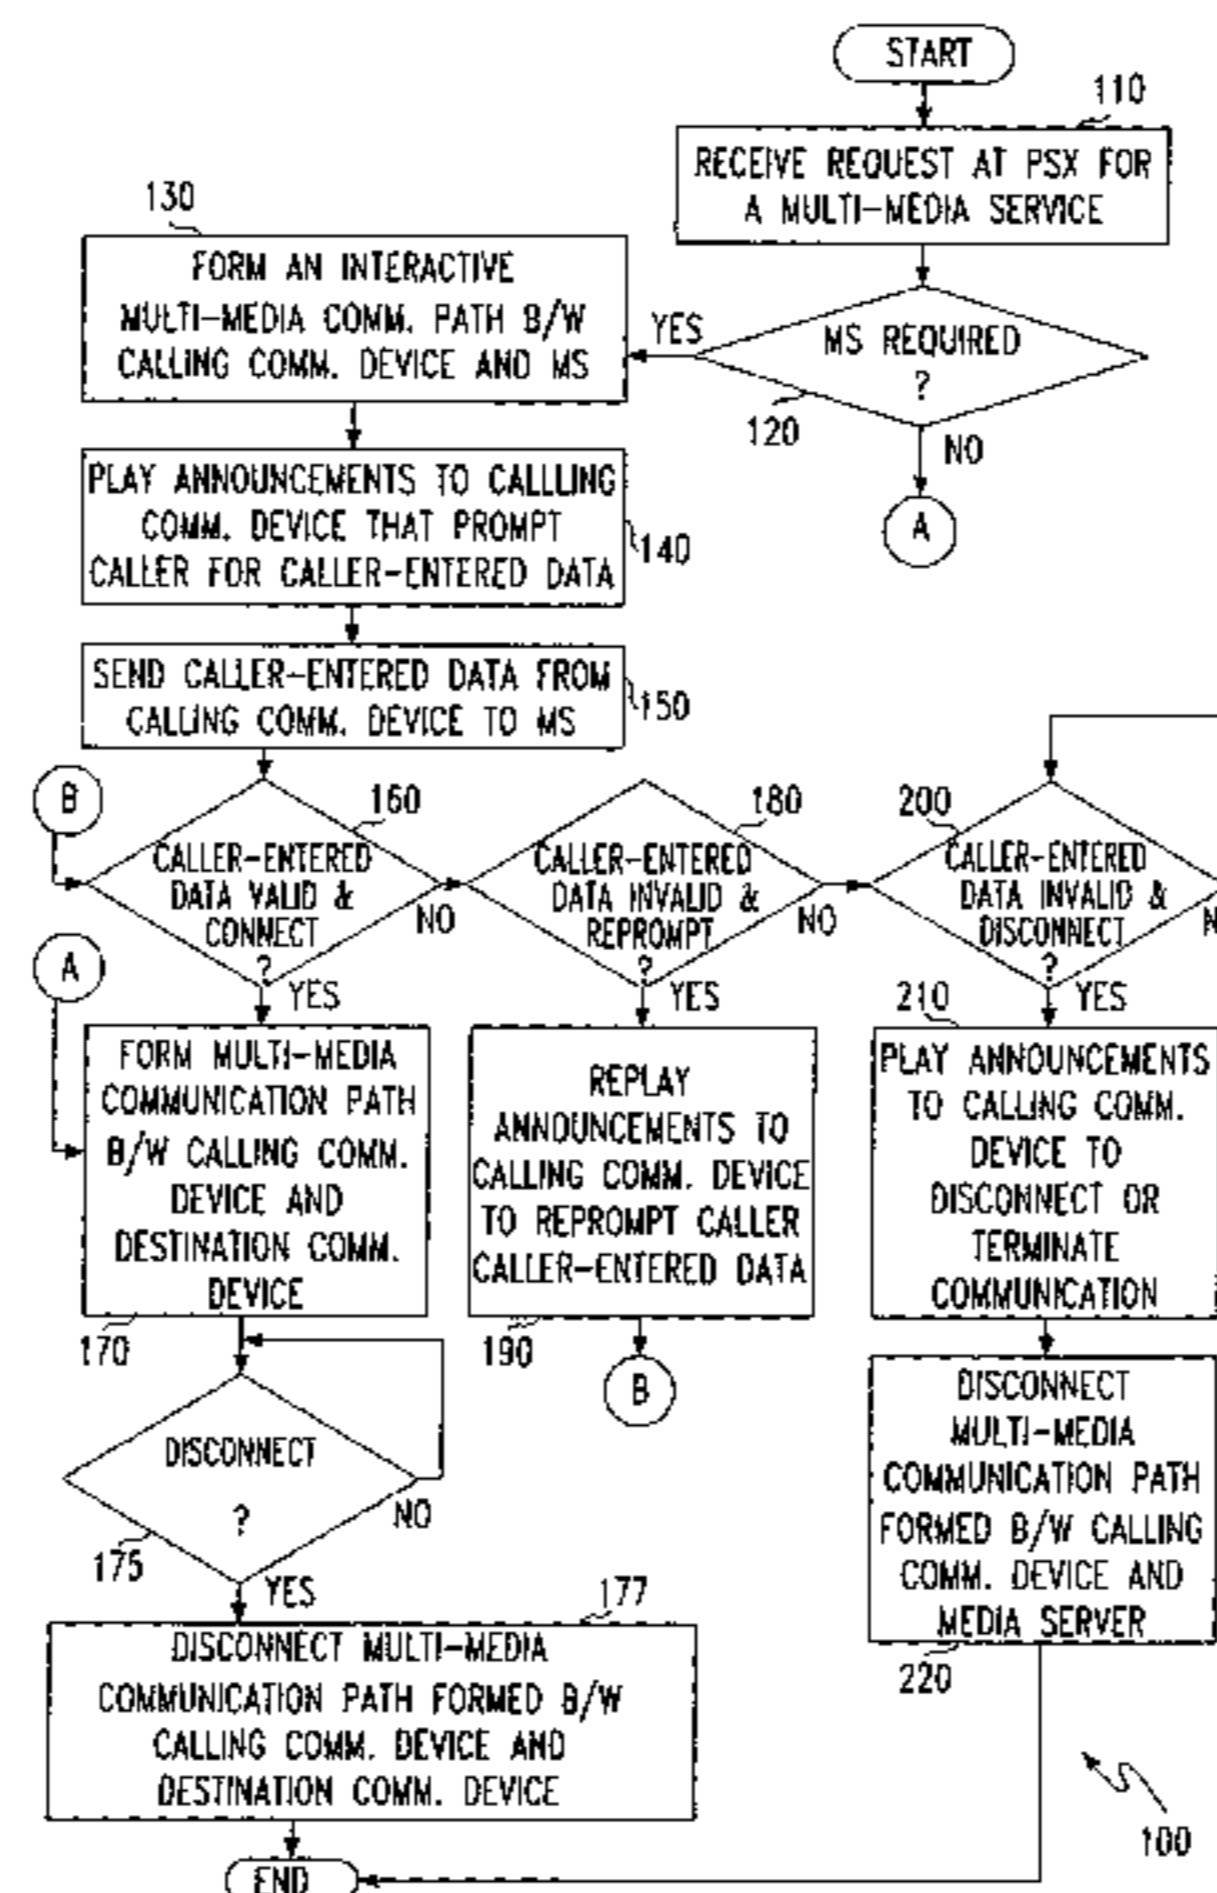 START
110
RECEIVE REQUEST AT PSX FOR
A MULTI-MEDIA SERVICE
130
FORM AN INTERACTIVE
MULTI-MEDIA COMM. PATH B/W
CALLING COMM. DEVICE AND MS
YES
MS REQUIRED
?
120
NO
A
PLAY ANNOUNCEMENTS TO CALLLING
COMM. DEVICE THAT PROMPT
CALLER FOR CALLER-ENTERED DATA
140
SEND CALLER-ENTERED DATA FROM
CALLING COMM. DEVICE TO MS
150
B
160
CALLER-ENTERED
DATA VALID &
CONNECT
?
NO
YES
180
CALLER-ENTERED
DATA INVALID &
REPROMPT
?
NO
YES
200
CALLER-ENTERED
DATA INVALID &
DISCONNECT
?
YES
A
FORM MULTI-MEDIA
COMMUNICATION PATH
B/W CALLING COMM.
DEVICE AND
DESTINATION COMM.
DEVICE
170
REPLAY
ANNOUNCEMENTS TO
CALLING COMM. DEVICE
TO REPROMPT CALLER
CALLER-ENTERED DATA
190
B
210
PLAY ANNOUNCEMENTS
TO CALLING COMM.
DEVICE TO
DISCONNECT OR
TERMINATE
COMMUNICATION
DISCONNECT
?
NO
175
YES
DISCONNECT
MULTI-MEDIA
COMMUNICATION PATH
FORMED B/W CALLING
COMM. DEVICE AND
MEDIA SERVER
220
177
DISCONNECT MULTI-MEDIA
COMMUNICATION PATH FORMED B/W
CALLING COMM. DEVICE AND
DESTINATION COMM. DEVICE
END
100